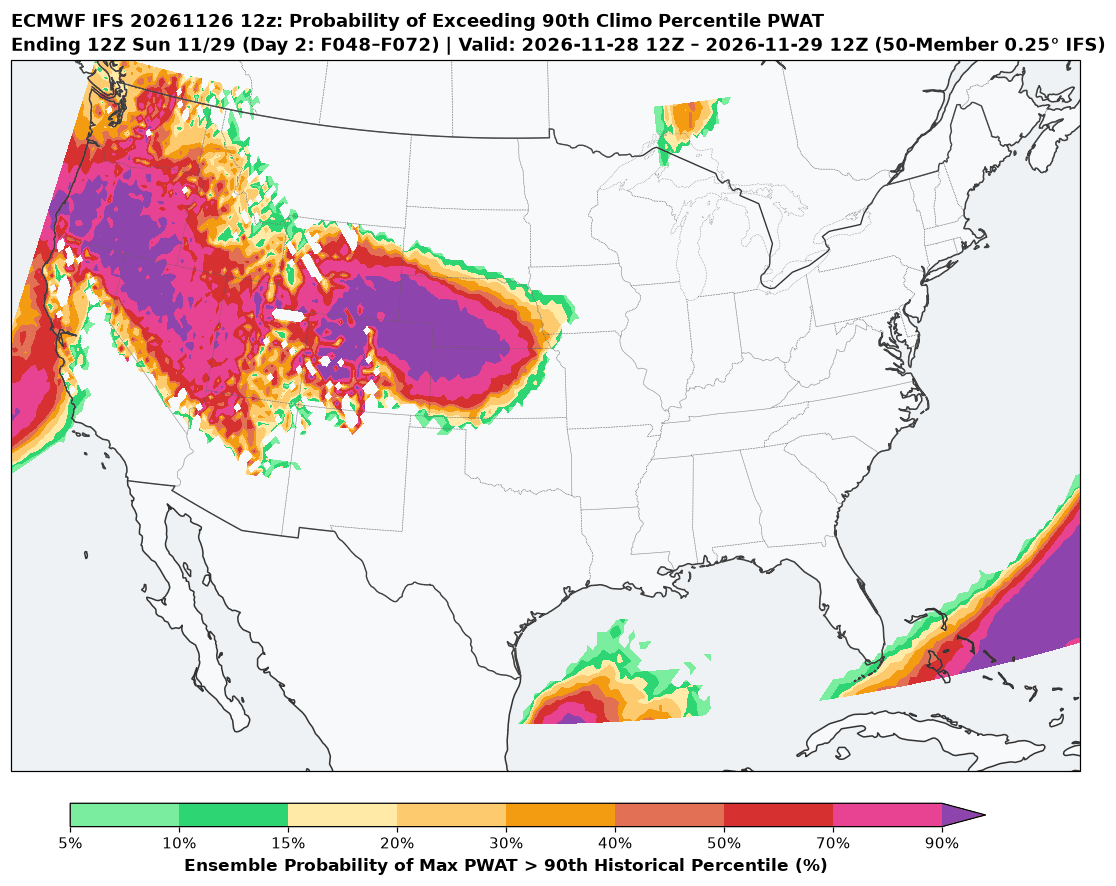 ECMWF IFS 20261126 12z: Probability of Exceeding 90th Climo Percentile PWAT
Ending 12Z Sun 11/29 (Day 2: F048–F072) | Valid: 2026-11-28 12Z – 2026-11-29 12Z (50-Member 0.25° IFS)
5% 10% 15% 20% 30% 40% 50% 70% 90%
Ensemble Probability of Max PWAT > 90th Historical Percentile (%)